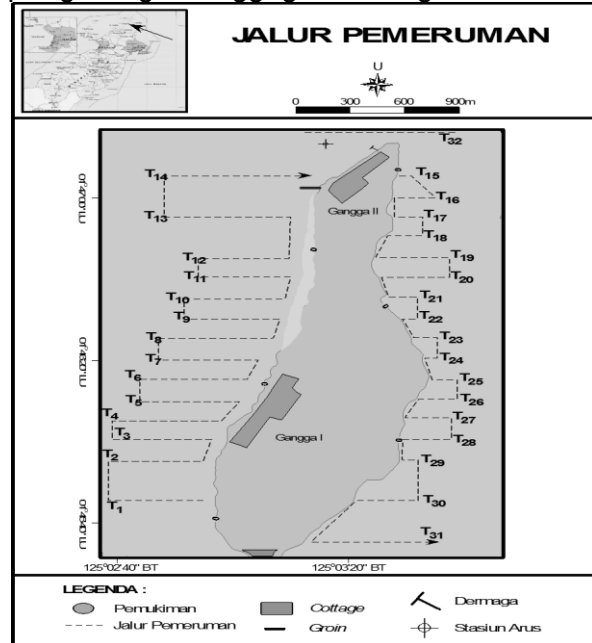 JALUR PEMERUMAN
U
0 300 600 900m
T32
T14
T15
T16
T13
T17
Gangga II
T18
T12
T19
T11
T20
T10
T21
T9
T22
T8
T23
T7
T24
T6
T25
T5
T26
T4
T27
T3
T28
Gangga I
T2
T29
T1
T30
T31
125°02'40" BT
125°03'20" BT
LEGENDA :
Pemukiman
Cottage
Dermaga
Jalur Pemeruman
Groin
Stasiun Arus